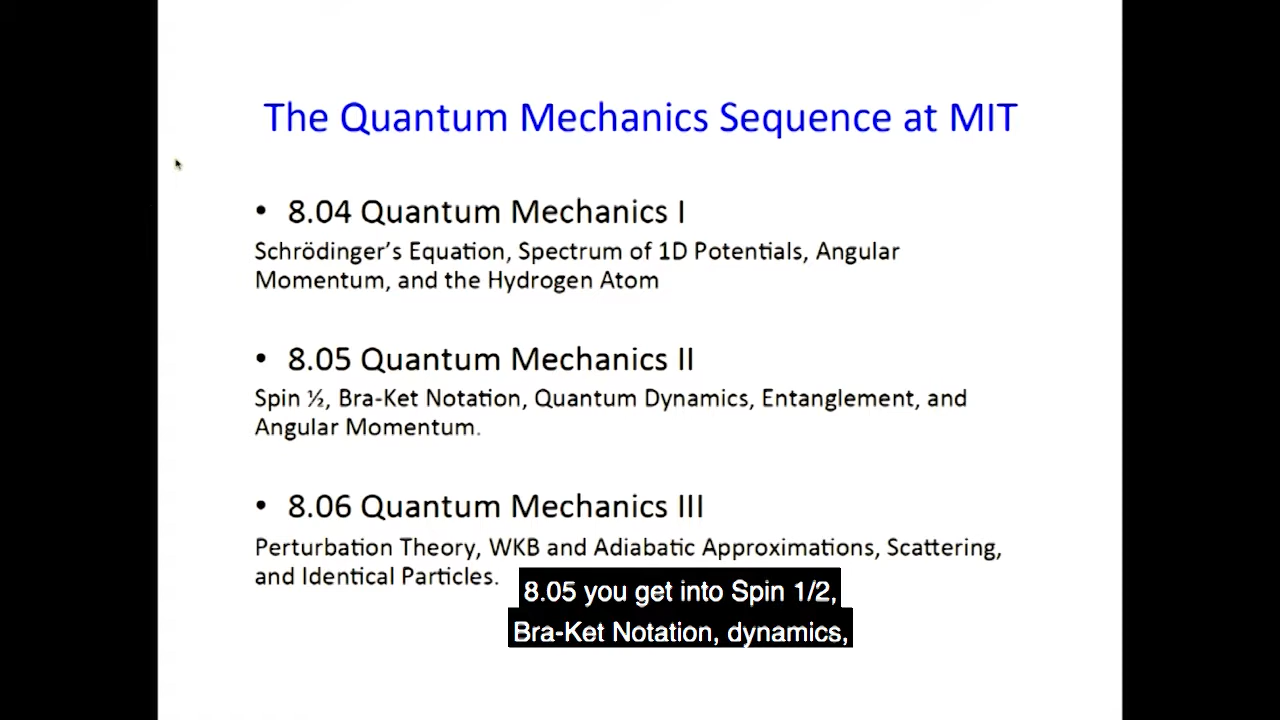 The Quantum Mechanics Sequence at MIT
• 8.04 Quantum Mechanics I
Schrödinger’s Equation, Spectrum of 1D Potentials, Angular
Momentum, and the Hydrogen Atom
• 8.05 Quantum Mechanics II
Spin ½, Bra-Ket Notation, Quantum Dynamics, Entanglement, and
Angular Momentum.
• 8.06 Quantum Mechanics III
Perturbation Theory, WKB and Adiabatic Approximations, Scattering,
and Identical Particles.
8.05 you get into Spin 1/2,
Bra-Ket Notation, dynamics,